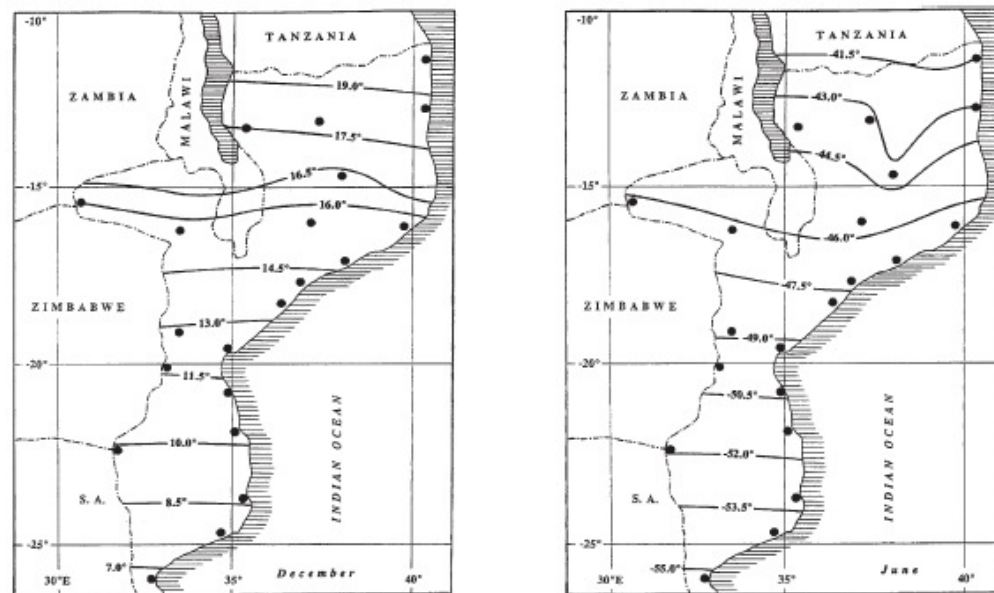 -10°
TANZANIA
ZAMBIA
MALAWI
19.0°
17.5°
-15°
16.5°
16.0°
14.5°
ZIMBABWE
13.0°
-20°
11.5°
10.0°
INDIAN OCEAN
S.A.
8.5°
-25°
7.0°
30°E
35°
December
40°
-10°
TANZANIA
-41.5°
ZAMBIA
MALAWI
-43.0°
-44.5°
-15°
-46.0°
-47.5°
ZIMBABWE
-49.0°
-20°
-50.5°
-52.0°
INDIAN OCEAN
S.A.
-53.5°
-25°
-55.0°
30°E
35°
June
40°